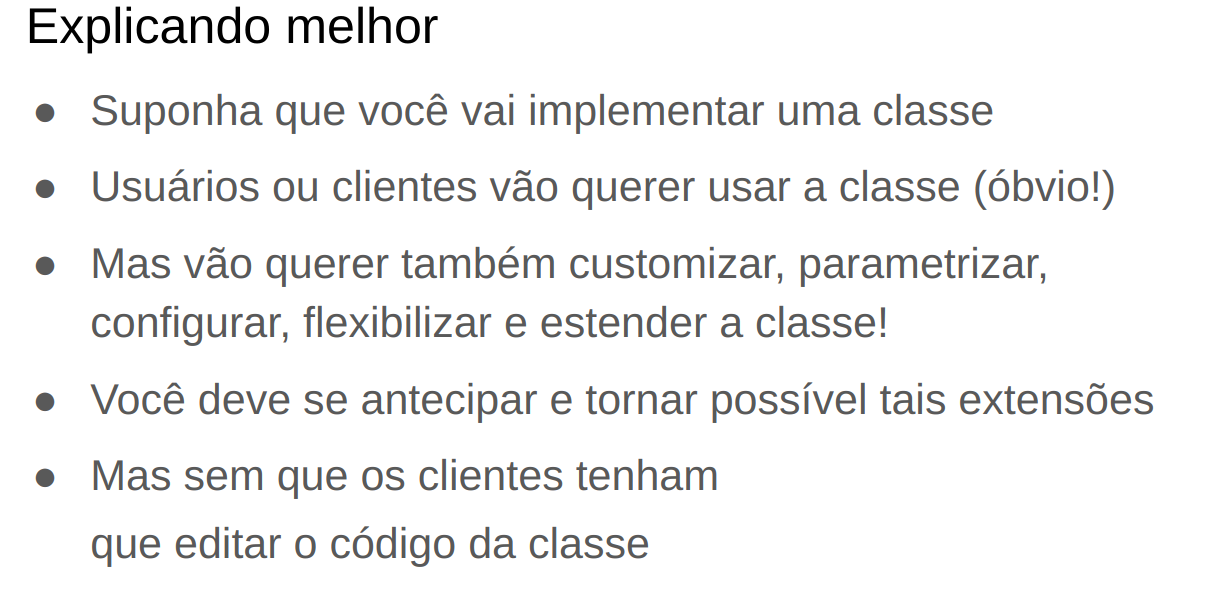 Explicando melhor
● Suponha que você vai implementar uma classe
● Usuários ou clientes vão querer usar a classe (óbvio!)
● Mas vão querer também customizar, parametrizar,
configurar, flexibilizar e estender a classe!
● Você deve se antecipar e tornar possível tais extensões
● Mas sem que os clientes tenham
que editar o código da classe